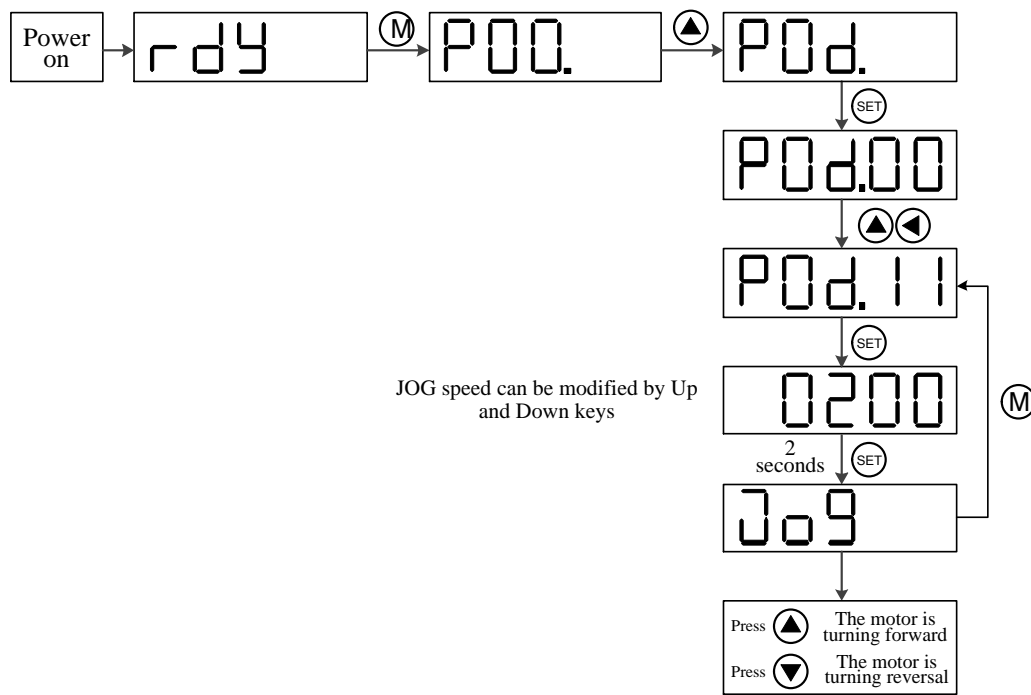 Power
on
rdy
M
P00.
P0d.
SET
P0d.00
P0d.11
SET
JOG speed can be modified by Up
and Down keys
0200
M
2
seconds
SET
Jog
Press The motor is
turning forward
Press The motor is
turning reversal